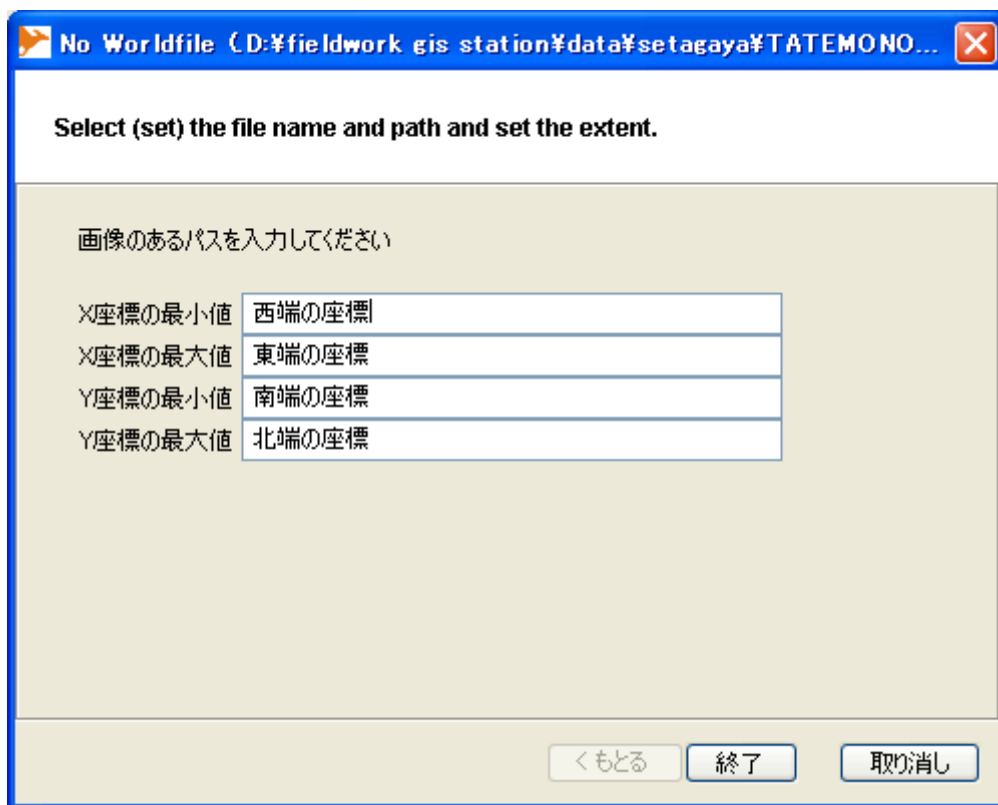 No Worldfile (D:¥fieldwork gis station¥data¥setagaya¥TATEMONO...
Select (set) the file name and path and set the extent.
画像のあるパスを入力してください
X座標の最小値 西端の座標
X座標の最大値 東端の座標
Y座標の最小値 南端の座標
Y座標の最大値 北端の座標
< もとる 終了 取り消し